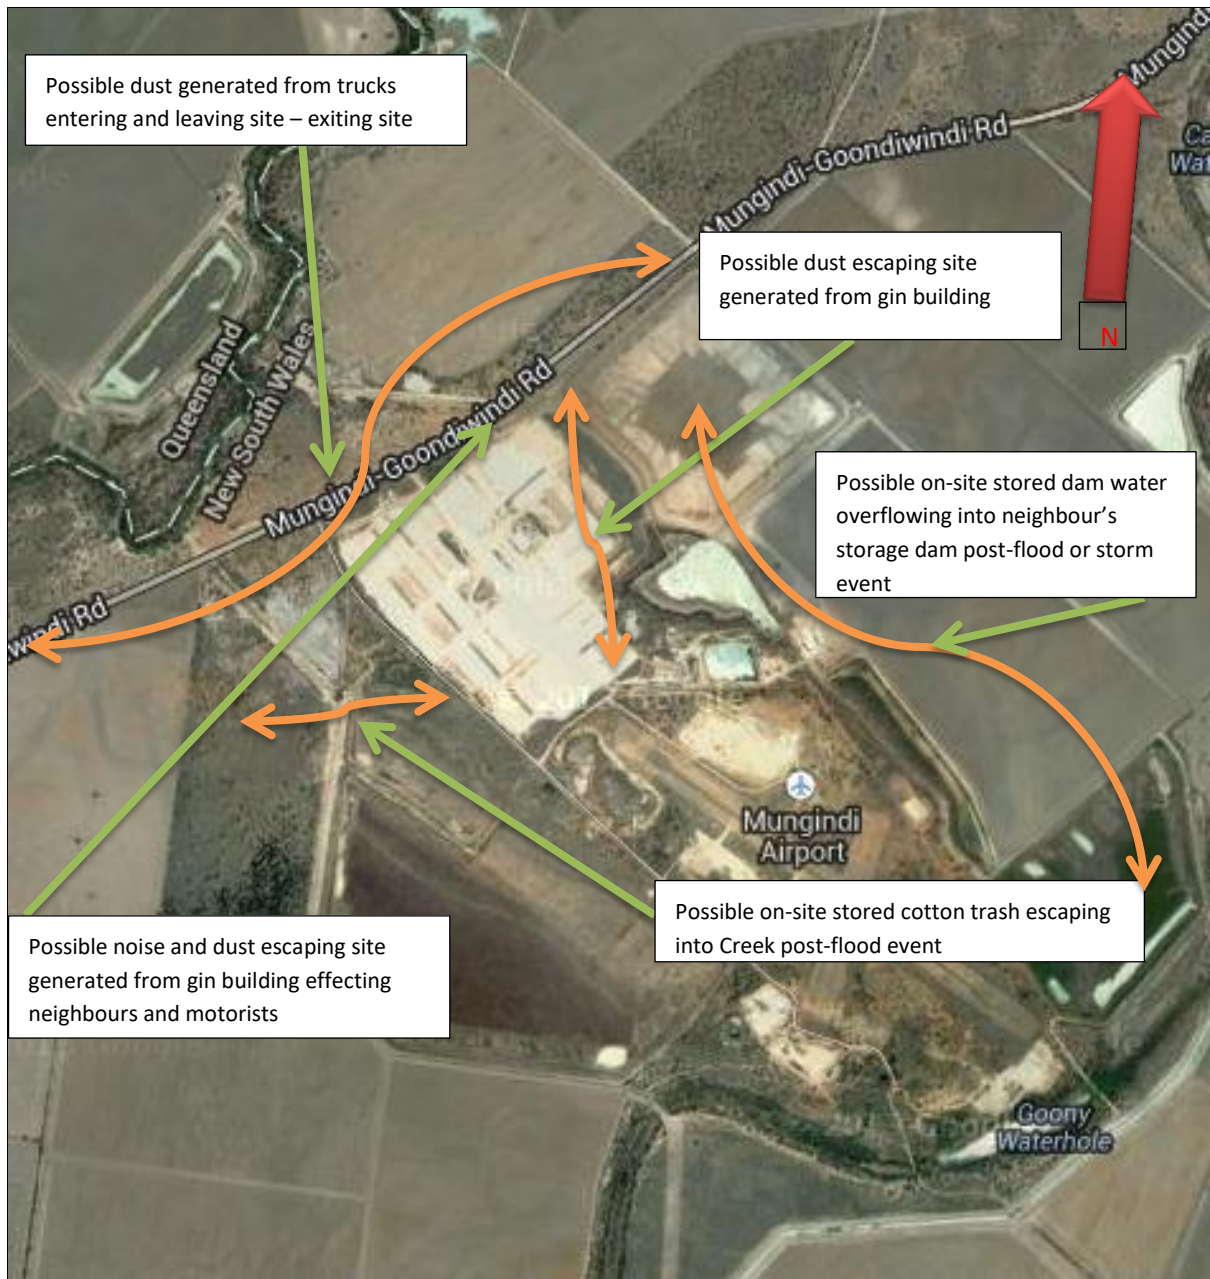 Mungindi
Possible dust generated from trucks
entering and leaving site – exiting site
Mungindi-Goondiwindi Rd
Possible dust escaping site
generated from gin building
N
Queensland
New South Wales
Mungindi-Goondiwindi Rd
Possible on-site stored dam water
overflowing into neighbour's
storage dam post-flood or storm
event
windi Rd
Mungindi
Airport
Possible on-site stored cotton trash escaping
into Creek post-flood event
Possible noise and dust escaping site
generated from gin building effecting
neighbours and motorists
Goony
Waterhole